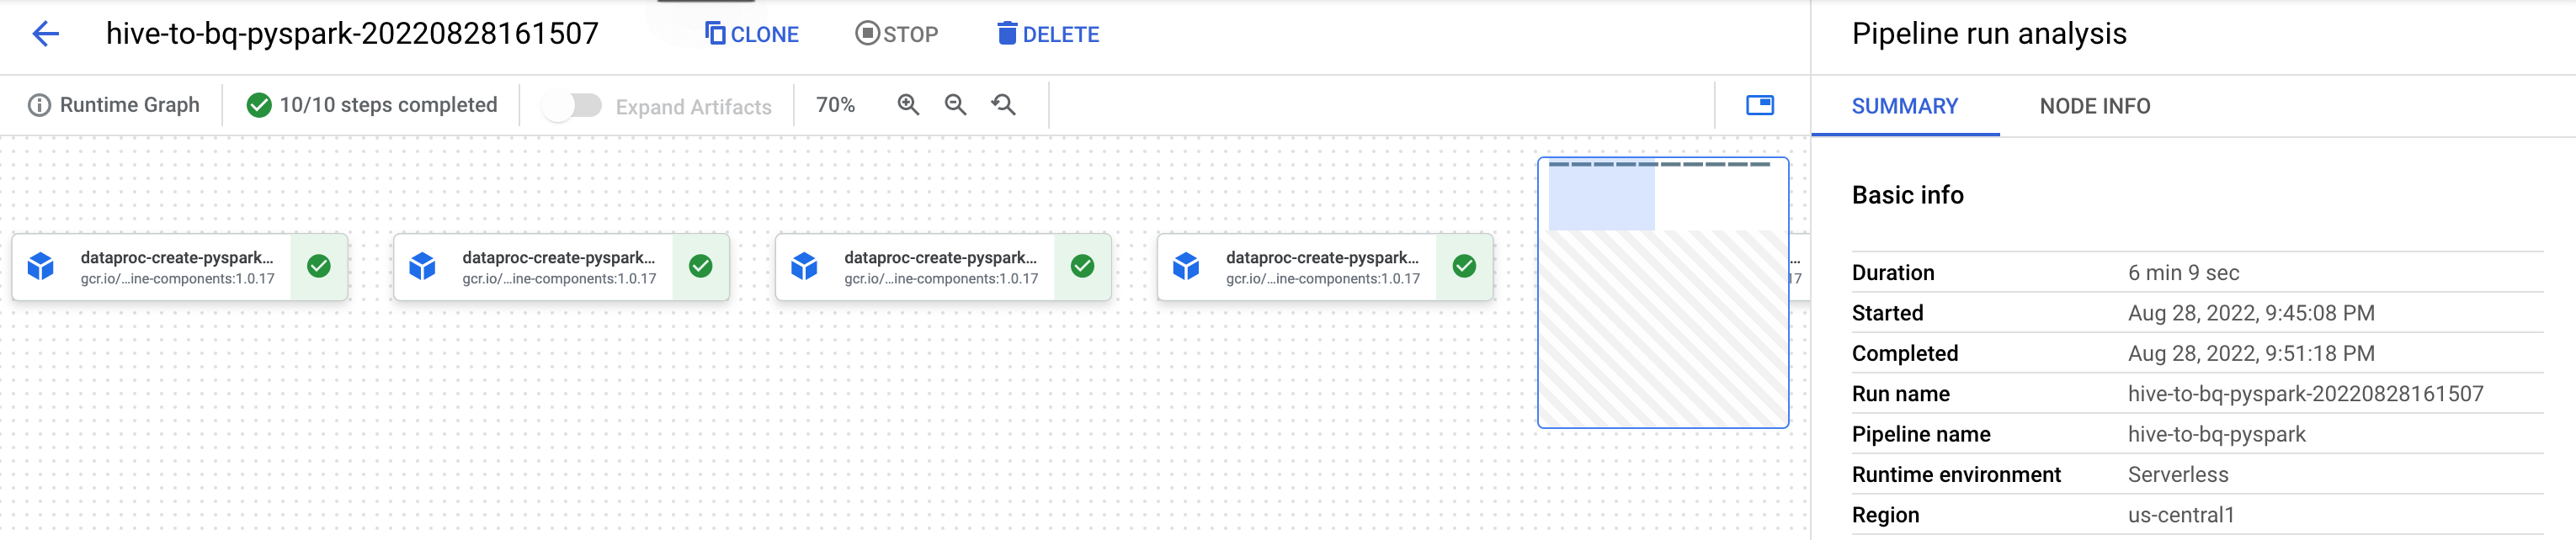 hive-to-bq-pyspark-20220828161507 CLONE STOP DELETE
Runtime Graph 10/10 steps completed Expand Artifacts 70%
dataproc-create-pyspark...
gcr.io/...ine-components:1.0.17
dataproc-create-pyspark...
gcr.io/...ine-components:1.0.17
dataproc-create-pyspark...
gcr.io/...ine-components:1.0.17
dataproc-create-pyspark...
gcr.io/...ine-components:1.0.17
...
17
Pipeline run analysis
SUMMARY NODE INFO
Basic info
Duration 6 min 9 sec
Started Aug 28, 2022, 9:45:08 PM
Completed Aug 28, 2022, 9:51:18 PM
Run name hive-to-bq-pyspark-20220828161507
Pipeline name hive-to-bq-pyspark
Runtime environment Serverless
Region us-central1